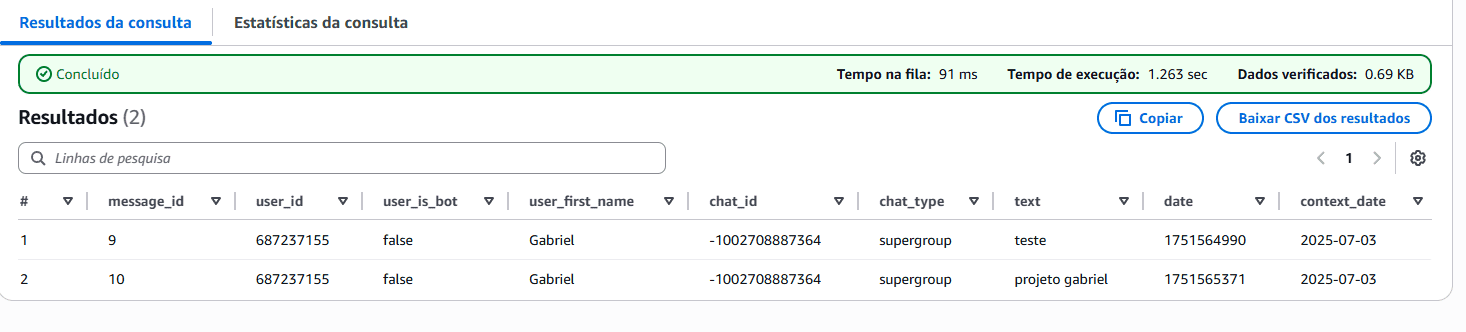 Resultados da consulta Estatísticas da consulta
Concluído Tempo na fila: 91 ms Tempo de execução: 1.263 sec Dados verificados: 0.69 KB
Resultados (2) Copiar Baixar CSV dos resultados
Linhas de pesquisa 1
# message_id user_id user_is_bot user_first_name chat_id chat_type text date context_date
1 9 687237155 false Gabriel -1002708887364 supergroup teste 1751564990 2025-07-03
2 10 687237155 false Gabriel -1002708887364 supergroup projeto gabriel 1751565371 2025-07-03